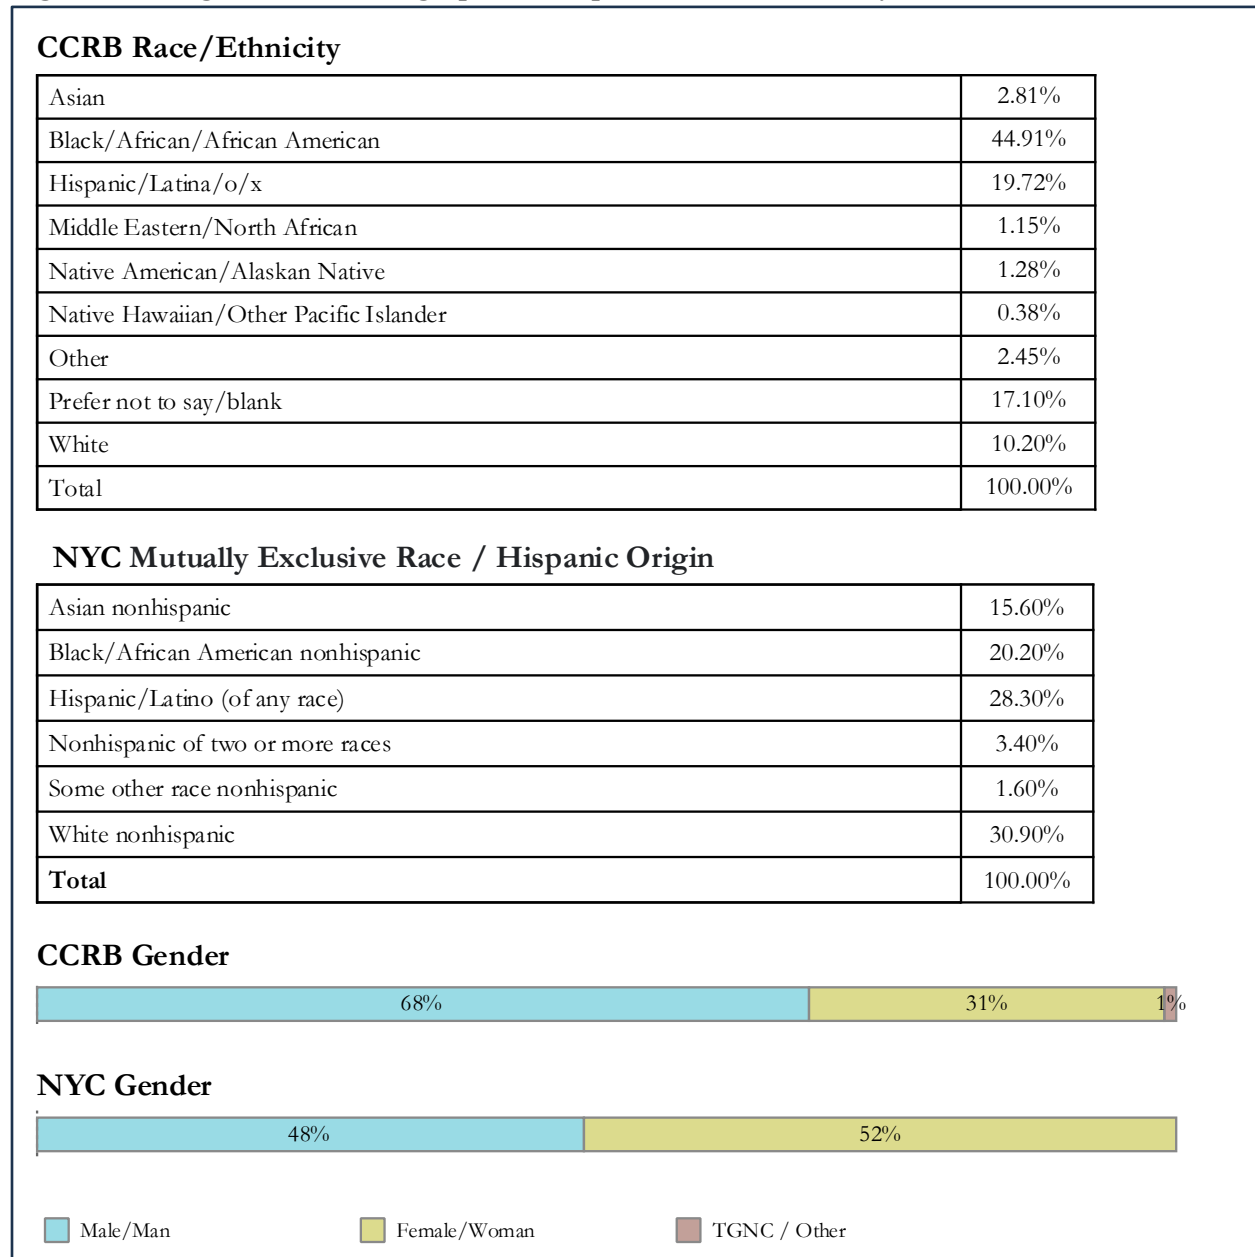 CCRB Race/Ethnicity
Asian 2.81%
Black/African/African American 44.91%
Hispanic/Latina/o/x 19.72%
Middle Eastern/North African 1.15%
Native American/Alaskan Native 1.28%
Native Hawaiian/Other Pacific Islander 0.38%
Other 2.45%
Prefer not to say/blank 17.10%
White 10.20%
Total 100.00%
NYC Mutually Exclusive Race / Hispanic Origin
Asian nonhispanic 15.60%
Black/African American nonhispanic 20.20%
Hispanic/Latino (of any race) 28.30%
Nonhispanic of two or more races 3.40%
Some other race nonhispanic 1.60%
White nonhispanic 30.90%
Total 100.00%
CCRB Gender
68% 31% 1%
NYC Gender
48% 52%
Male/Man Female/Woman TGNC / Other